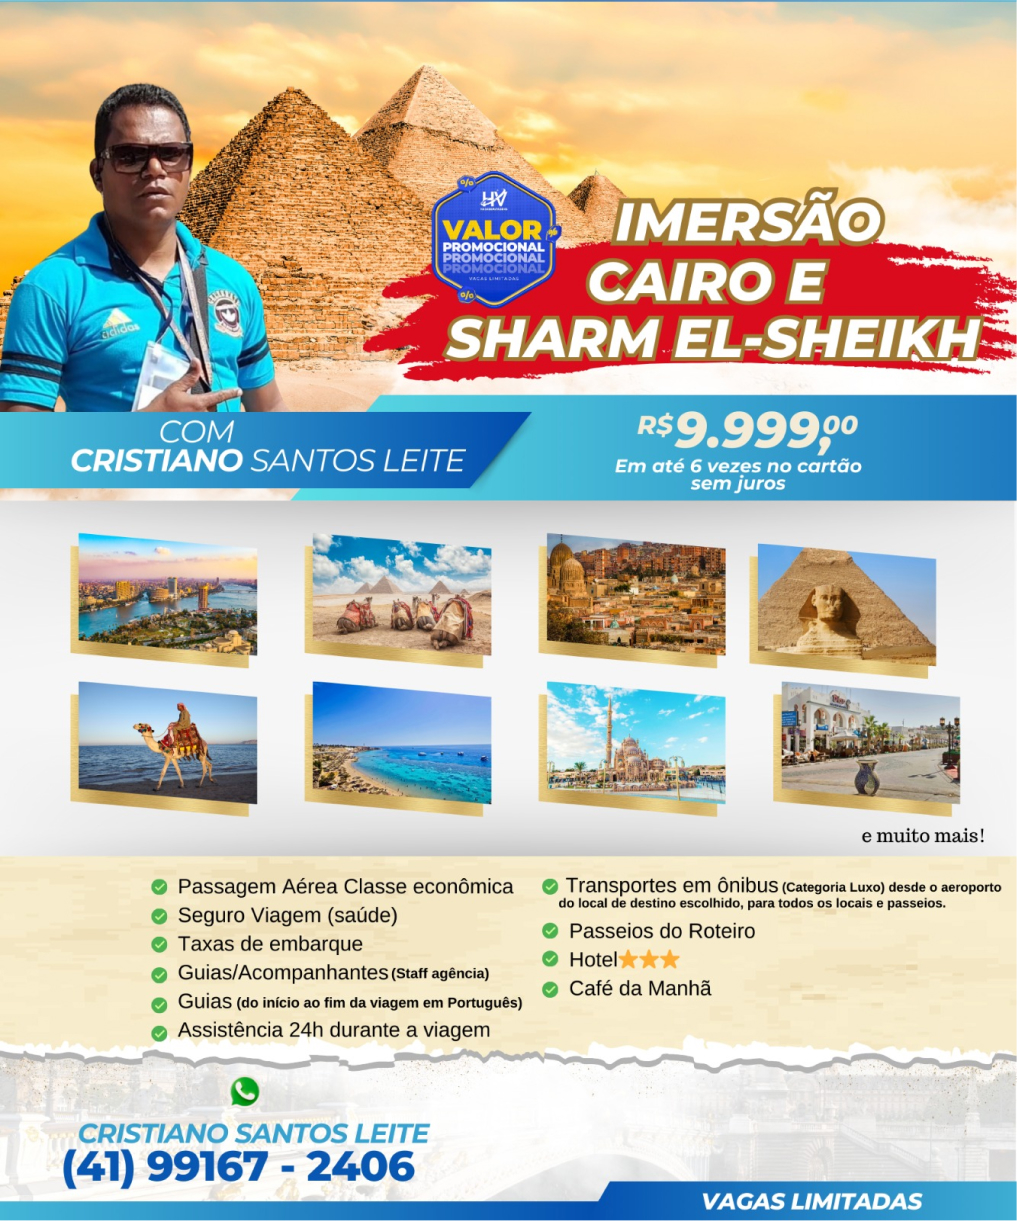 HV
VALOR
PROMOCIONAL
PROMOCIONAL
PROMOCIONAL
VAGAS LIMITADAS
%
%
%
IMERSÃO
CAIRO E
SHARM EL-SHEIKH
adidas
COM
CRISTIANO SANTOS LEITE
R$9.999,00
Em até 6 vezes no cartão
sem juros
e muito mais!
Passagem Aérea Classe econômica
Seguro Viagem (saúde)
Taxas de embarque
Guias/Acompanhantes (Staff agência)
Guias (do início ao fim da viagem em Português)
Assistência 24h durante a viagem
Transportes em ônibus (Categoria Luxo) desde o aeroporto
do local de destino escolhido, para todos os locais e passeios.
Passeios do Roteiro
Hotel
Café da Manhã
CRISTIANO SANTOS LEITE
(41) 99167 - 2406
VAGAS LIMITADAS